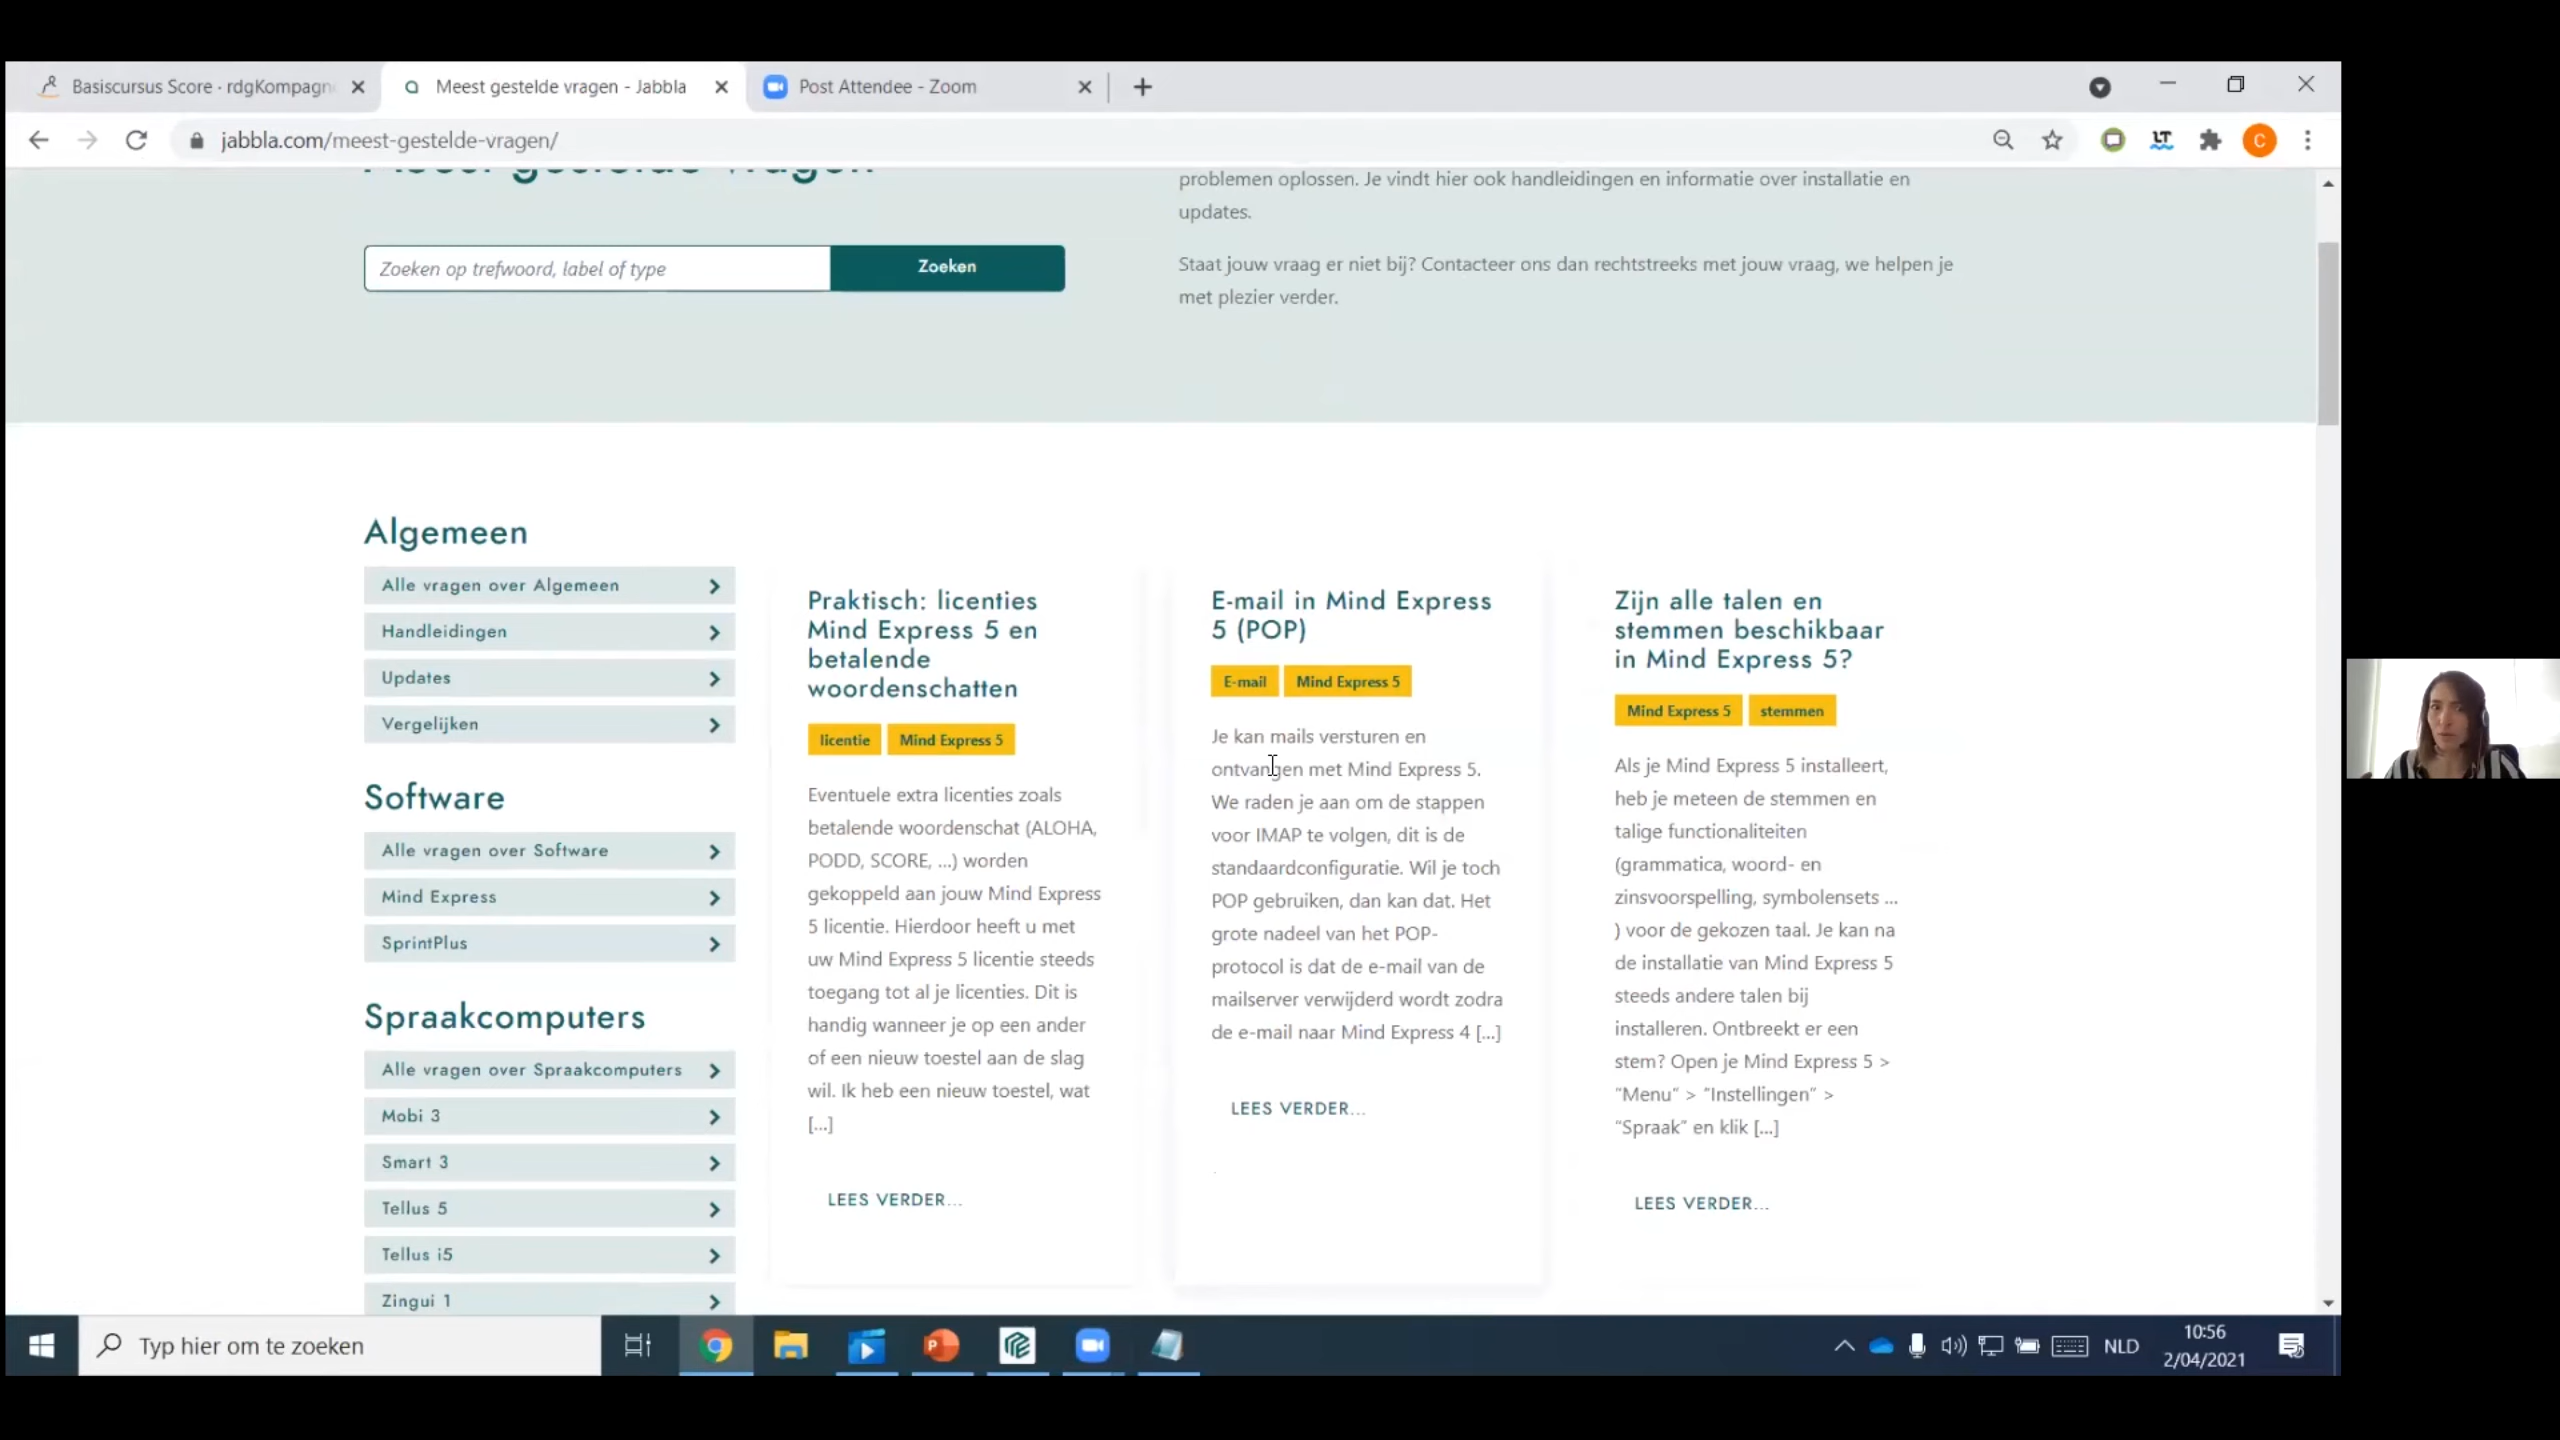 Basiscursus Score · rdgKompagn
Meest gestelde vragen - Jabbla
Post Attendee - Zoom
jabbla.com/meest-gestelde-vragen/
LT
C
Meest gestelde vragen
problemen oplossen. Je vindt hier ook handleidingen en informatie over installatie en
updates.
Zoeken op trefwoord, label of type
Zoeken
Staat jouw vraag er niet bij? Contacteer ons dan rechtstreeks met jouw vraag, we helpen je
met plezier verder.
Algemeen
Alle vragen over Algemeen
Handleidingen
Updates
Vergelijken
Software
Alle vragen over Software
Mind Express
SprintPlus
Spraakcomputers
Alle vragen over Spraakcomputers
Mobi 3
Smart 3
Tellus 5
Tellus i5
Zingui 1
Praktisch: licenties
Mind Express 5 en
betalende
woordenschatten
licentie
Mind Express 5
Eventuele extra licenties zoals
betalende woordenschat (ALOHA,
PODD, SCORE, ...) worden
gekoppeld aan jouw Mind Express
5 licentie. Hierdoor heeft u met
uw Mind Express 5 licentie steeds
toegang tot al je licenties. Dit is
handig wanneer je op een ander
of een nieuw toestel aan de slag
wil. Ik heb een nieuw toestel, wat
[...]
LEES VERDER...
E-mail in Mind Express
5 (POP)
E-mail
Mind Express 5
Je kan mails versturen en
ontvangen met Mind Express 5.
We raden je aan om de stappen
voor IMAP te volgen, dit is de
standaardconfiguratie. Wil je toch
POP gebruiken, dan kan dat. Het
grote nadeel van het POP-
protocol is dat de e-mail van de
mailserver verwijderd wordt zodra
de e-mail naar Mind Express 4 [...]
LEES VERDER...
Zijn alle talen en
stemmen beschikbaar
in Mind Express 5?
Mind Express 5
stemmen
Als je Mind Express 5 installeert,
heb je meteen de stemmen en
talige functionaliteiten
(grammatica, woord- en
zinsvoorspelling, symbolensets ...
) voor de gekozen taal. Je kan na
de installatie van Mind Express 5
steeds andere talen bij
installeren. Ontbreekt er een
stem? Open je Mind Express 5 >
“Menu” > “Instellingen” >
“Spraak” en klik [...]
LEES VERDER...
Typ hier om te zoeken
NLD
10:56
2/04/2021